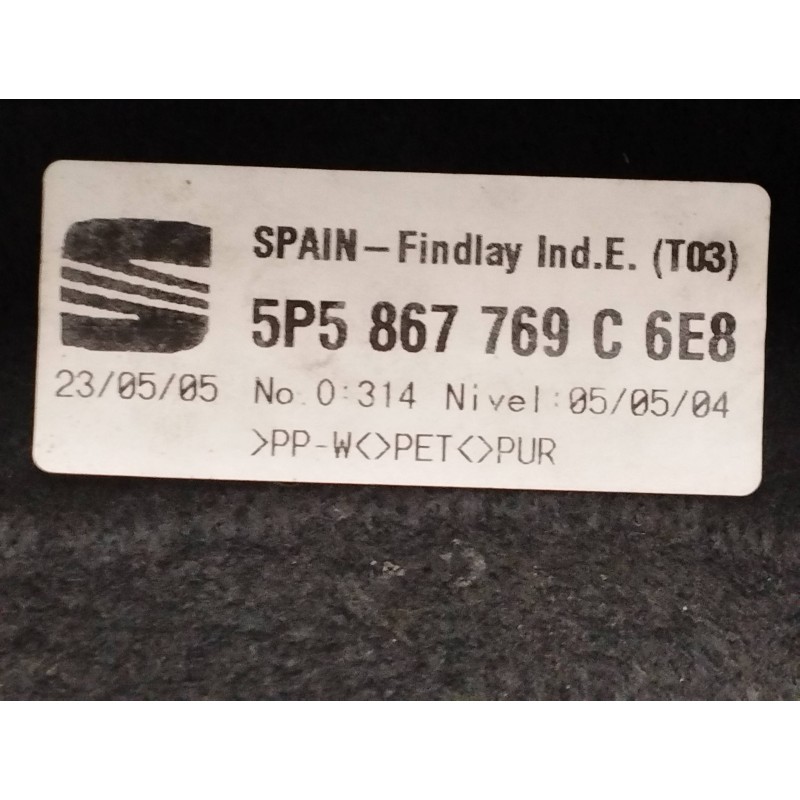 SPAIN-Findlay Ind.E. (T03)
5P5 867 769 C 6E8
23/05/05 No.O:314 Nivel:05/05/04
>PP-W<>PET<>PUR